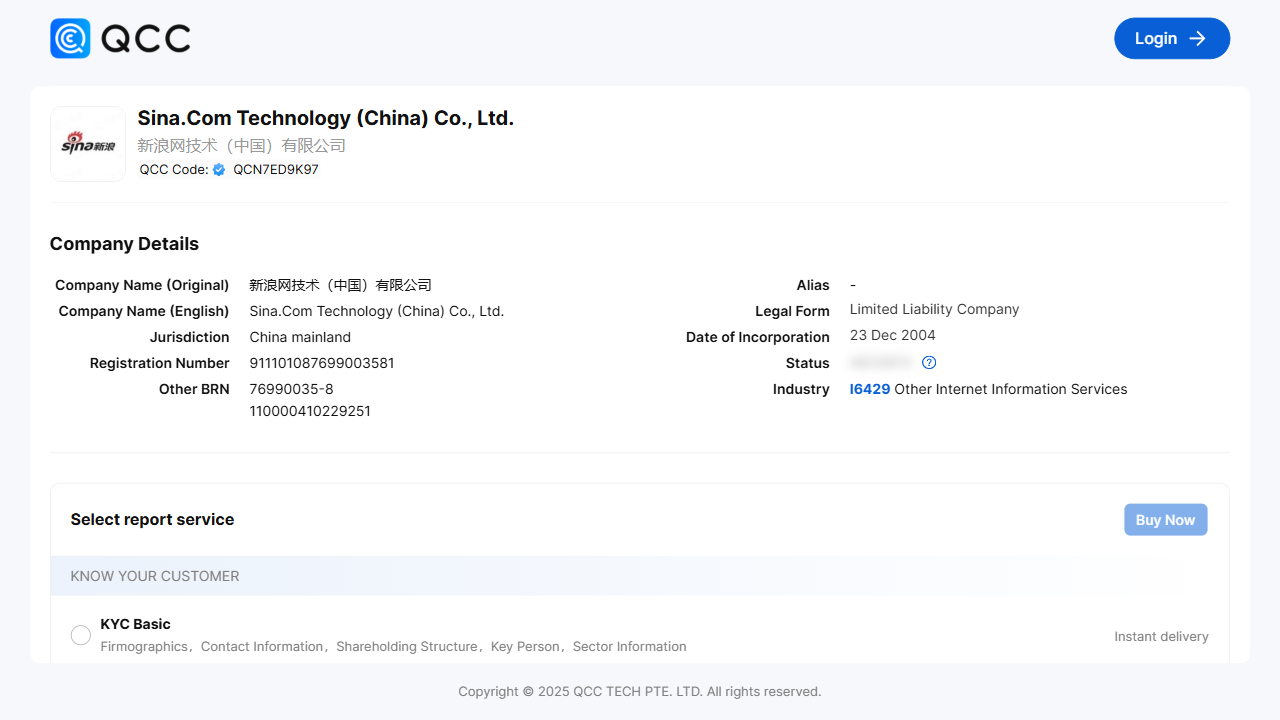 QCC
Login
Sina.Com Technology (China) Co., Ltd.
sina新浪
新浪网技术（中国）有限公司
QCC Code: QCN7ED9K97
Company Details
Company Name (Original) 新浪网技术（中国）有限公司
Alias -
Company Name (English) Sina.Com Technology (China) Co., Ltd.
Legal Form Limited Liability Company
Jurisdiction China mainland
Date of Incorporation 23 Dec 2004
Registration Number 911101087699003581
Status ?
Other BRN 76990035-8
110000410229251
Industry I6429 Other Internet Information Services
Select report service
Buy Now
KNOW YOUR CUSTOMER
KYC Basic
Firmographics，Contact Information，Shareholding Structure，Key Person，Sector Information
Instant delivery
Copyright © 2025 QCC TECH PTE. LTD. All rights reserved.